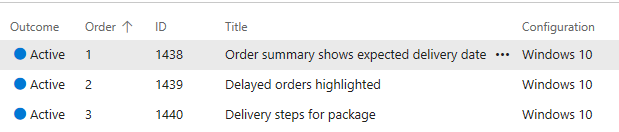 Outcome Order ↑ ID Title Configuration
Active 1 1438 Order summary shows expected delivery date ••• Windows 10
Active 2 1439 Delayed orders highlighted Windows 10
Active 3 1440 Delivery steps for package Windows 10